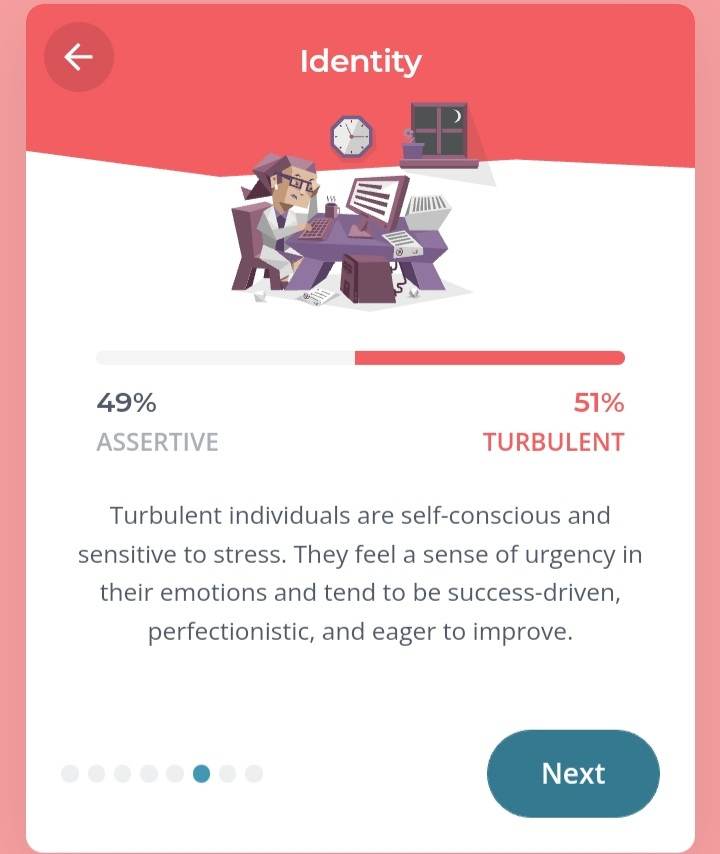 Identity
49%
51%
ASSERTIVE
TURBULENT
Turbulent individuals are self-conscious and
sensitive to stress. They feel a sense of urgency in
their emotions and tend to be success-driven,
perfectionistic, and eager to improve.
Next